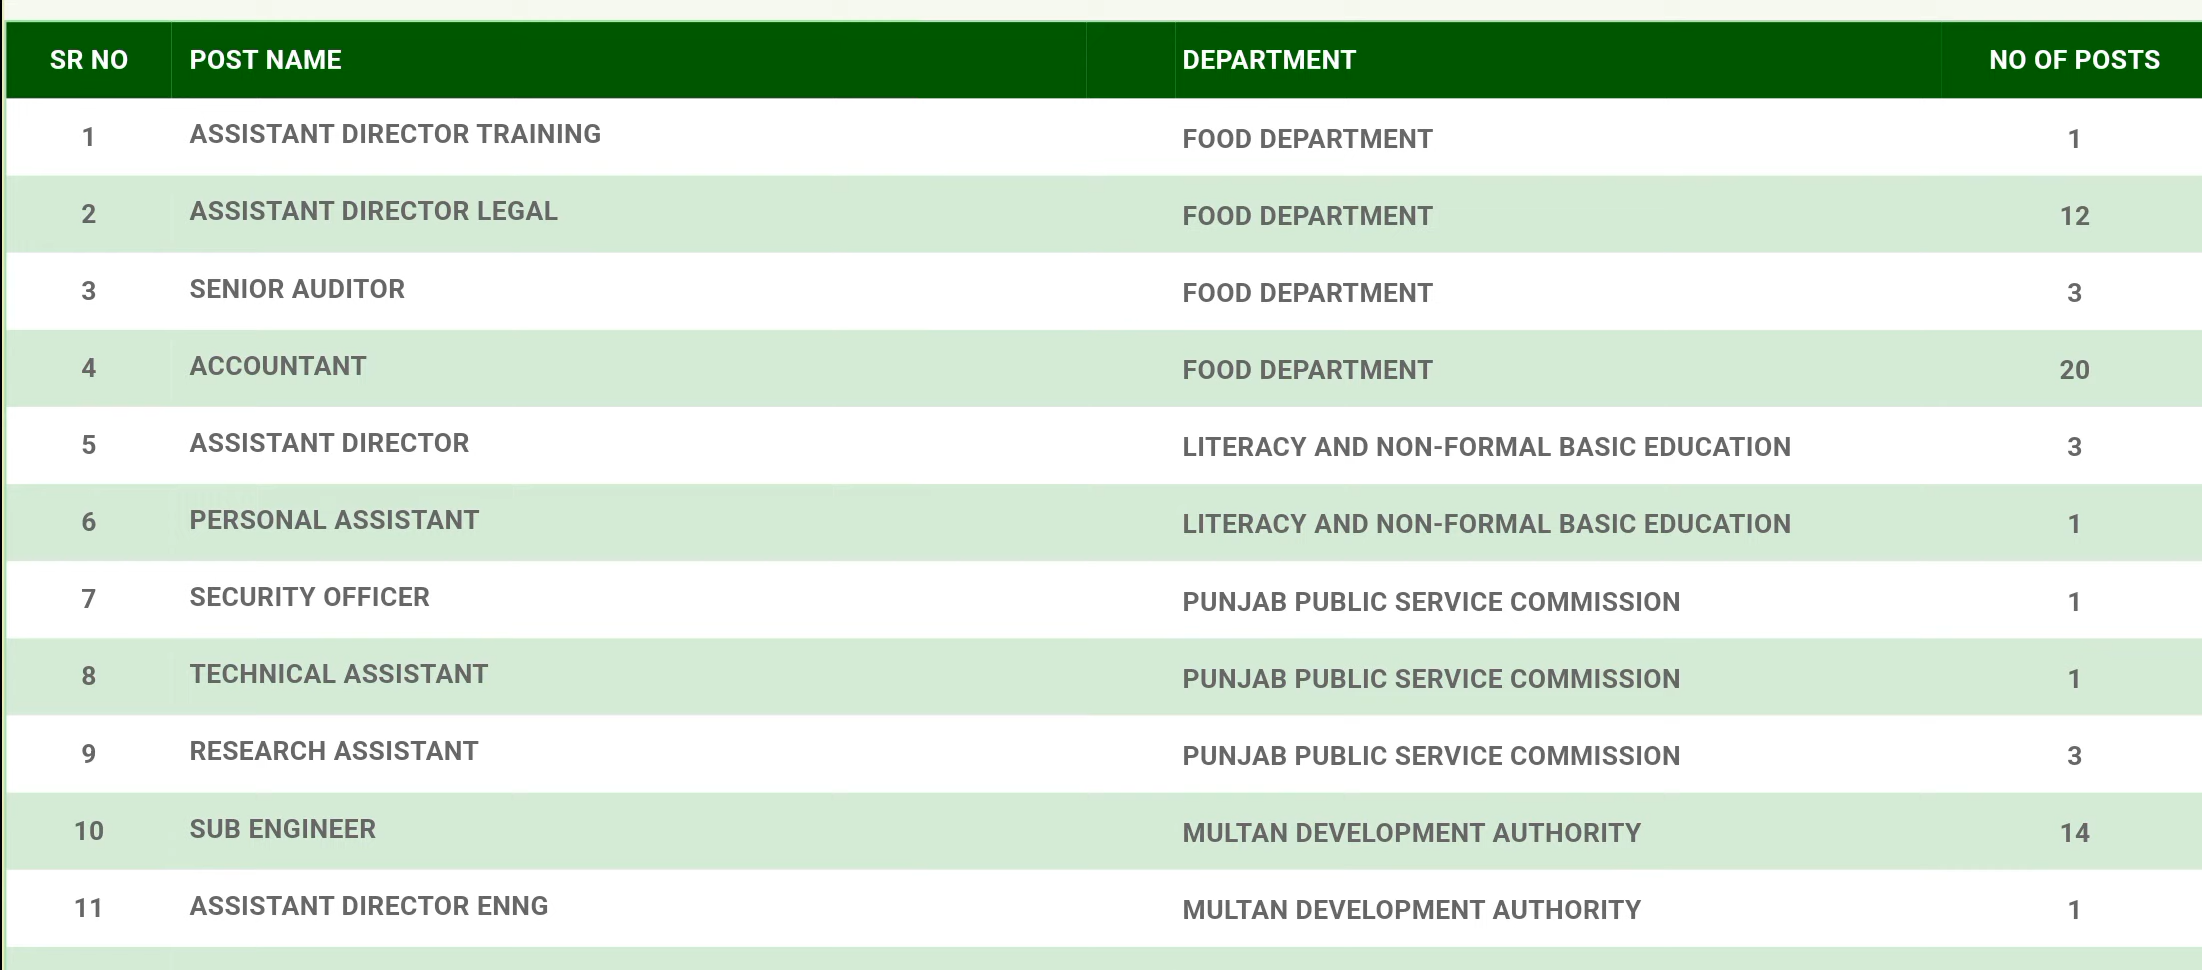 SR NO POST NAME DEPARTMENT NO OF POSTS
1 ASSISTANT DIRECTOR TRAINING FOOD DEPARTMENT 1
2 ASSISTANT DIRECTOR LEGAL FOOD DEPARTMENT 12
3 SENIOR AUDITOR FOOD DEPARTMENT 3
4 ACCOUNTANT FOOD DEPARTMENT 20
5 ASSISTANT DIRECTOR LITERACY AND NON-FORMAL BASIC EDUCATION 3
6 PERSONAL ASSISTANT LITERACY AND NON-FORMAL BASIC EDUCATION 1
7 SECURITY OFFICER PUNJAB PUBLIC SERVICE COMMISSION 1
8 TECHNICAL ASSISTANT PUNJAB PUBLIC SERVICE COMMISSION 1
9 RESEARCH ASSISTANT PUNJAB PUBLIC SERVICE COMMISSION 3
10 SUB ENGINEER MULTAN DEVELOPMENT AUTHORITY 14
11 ASSISTANT DIRECTOR ENNG MULTAN DEVELOPMENT AUTHORITY 1